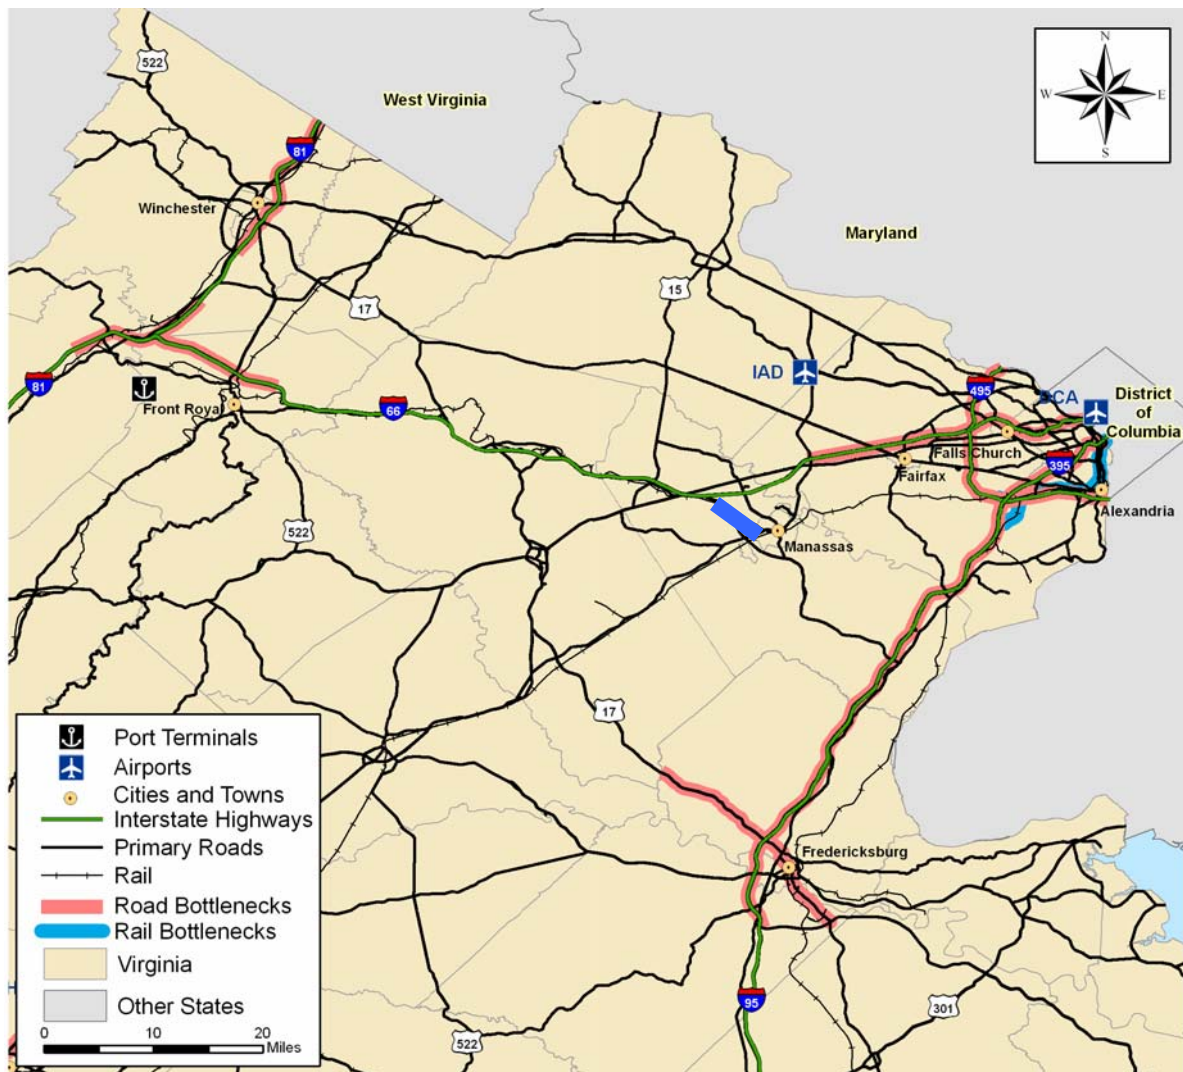 522
West Virginia
N
W
E
S
81
Winchester
Maryland
15
17
IAD
495
81
DCA
District
of
Columbia
Front Royal
66
Falls Church
395
Fairfax
Alexandria
522
Manassas
17
Port Terminals
Airports
Cities and Towns
Interstate Highways
Primary Roads
Rail
Road Bottlenecks
Rail Bottlenecks
Virginia
Other States
0
10
20
Miles
Fredericksburg
95
301
522